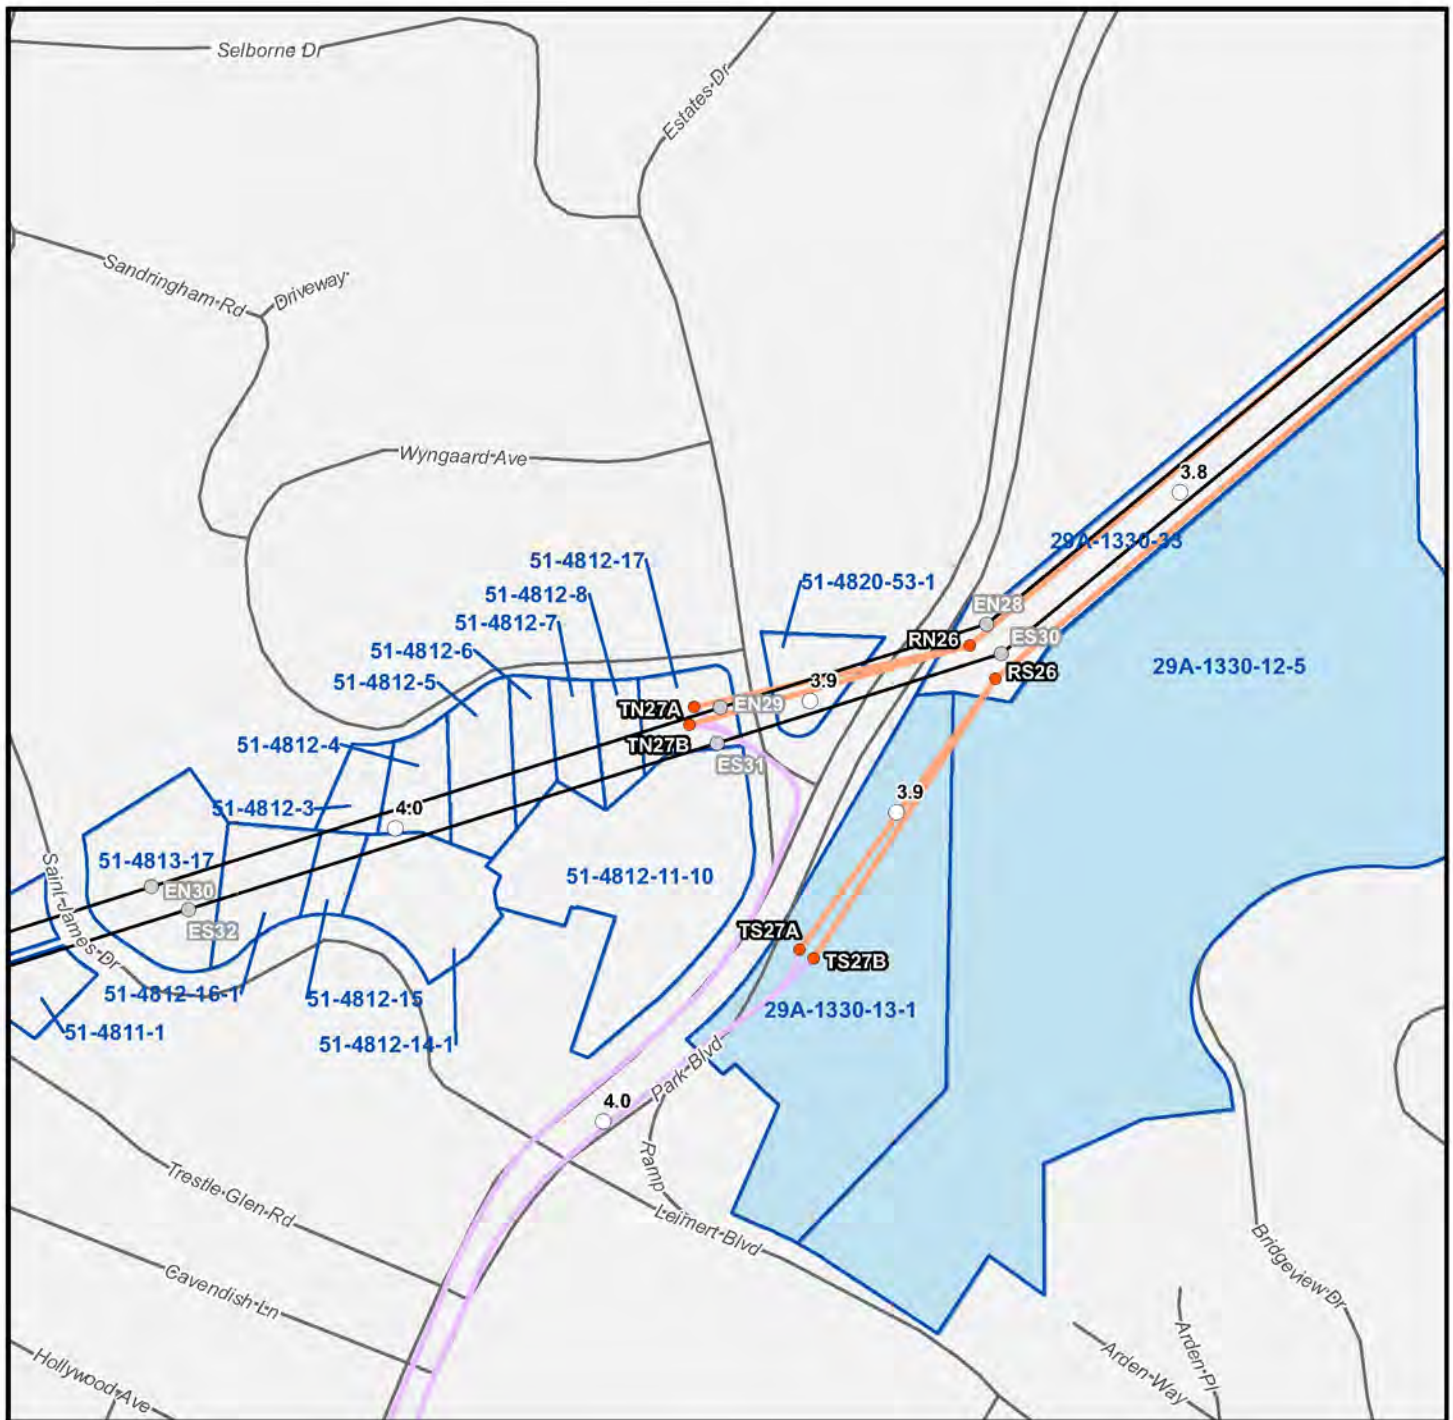 Selborne Dr
Estates Dr
Sandringham Rd
Driveway
Wyngaard Ave
3.8
29A-1330-33
51-4812-17
51-4820-53-1
51-4812-8
EN28
51-4812-7
ES30
RN26
51-4812-6
29A-1330-12-5
RS26
51-4812-5
3.9
EN29
TN27A
51-4812-4
TN27B
ES31
3.9
51-4812-3
4.0
51-4813-17
51-4812-11-10
EN30
Saint James Dr
ES32
TS27A
TS27B
51-4812-16-1
51-4812-15
29A-1330-13-1
51-4811-1
51-4812-14-1
Park Blvd
4.0
Ramp
Trestle Glen Rd
Leimert Blvd
Bridgeview Dr
Cavendish Ln
Arden Pl
Arden Way
Hollywood Ave